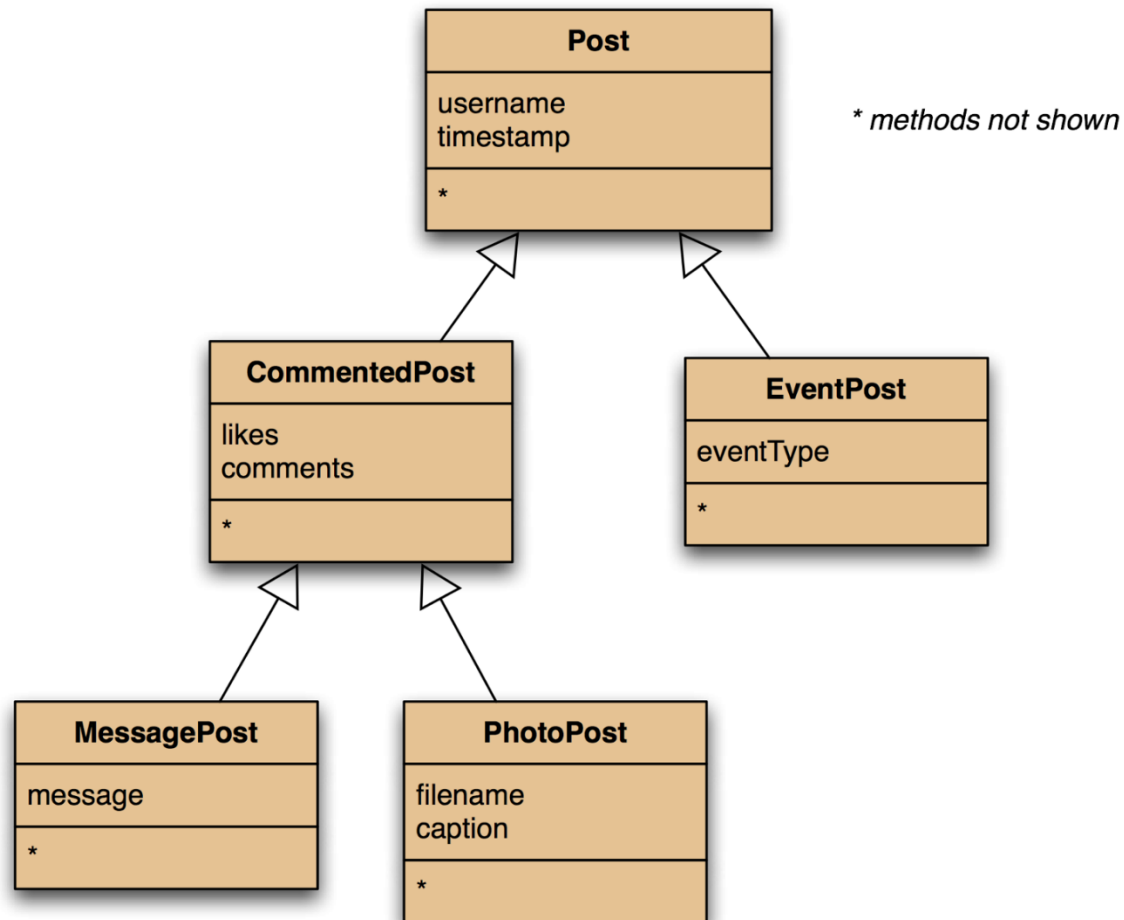 Post
username
timestamp
*
* methods not shown
CommentedPost
likes
comments
*
EventPost
eventType
*
MessagePost
message
*
PhotoPost
filename
caption
*